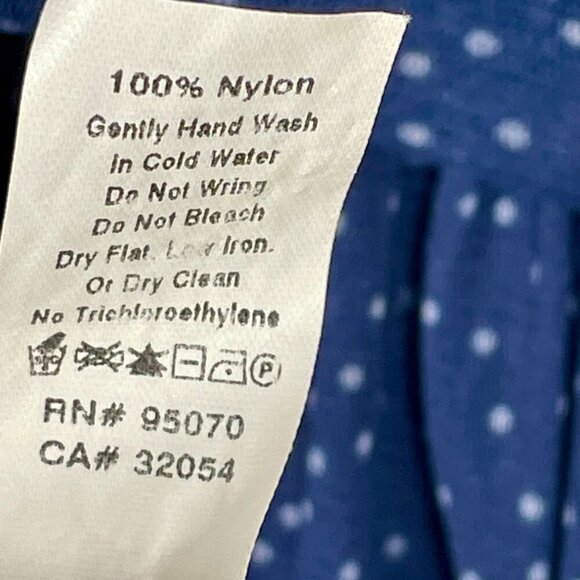 100% Nylon
Gently Hand Wash
In Cold Water
Do Not Wring
Do Not Bleach
Dry Flat. Low Iron.
Or Dry Clean
No Trichloroethylene
P
RN# 95070
CA# 32054